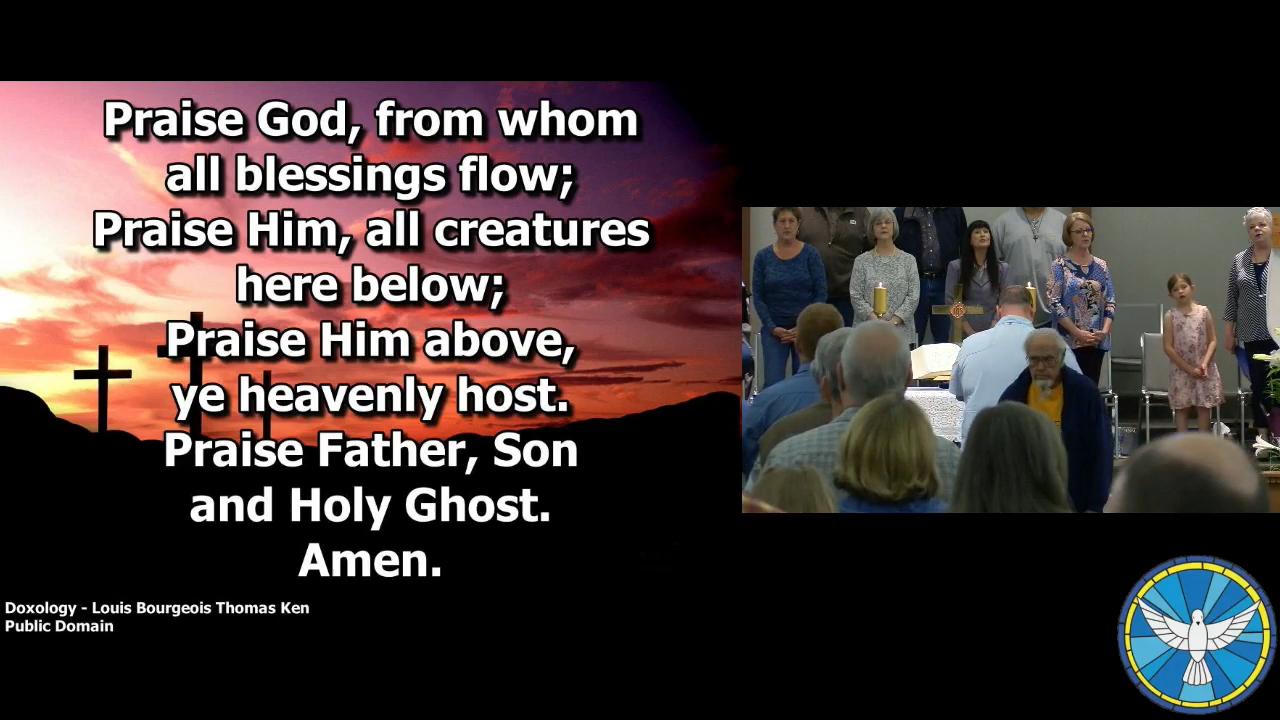 Praise God, from whom
all blessings flow;
Praise Him, all creatures
here below;
Praise Him above,
ye heavenly host.
Praise Father, Son
and Holy Ghost.
Amen.
Doxology - Louis Bourgeois Thomas Ken
Public Domain